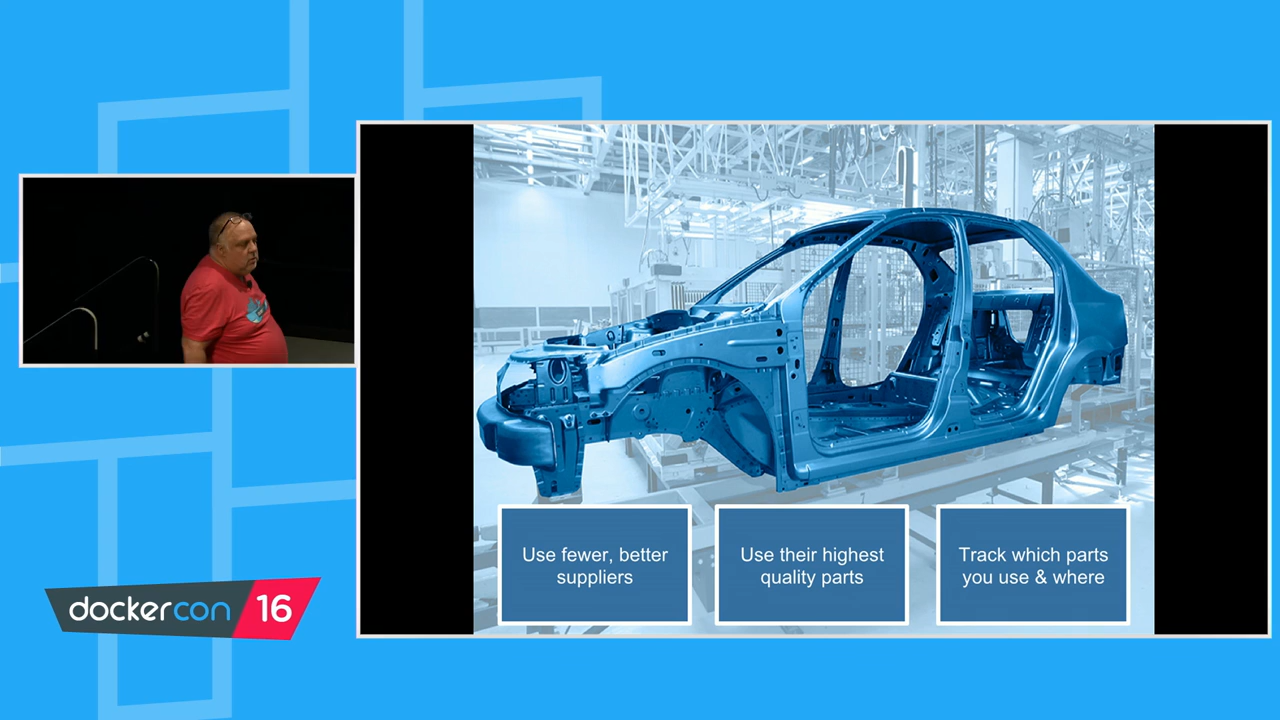 Use fewer, better
suppliers
Use their highest
quality parts
Track which parts
you use & where
dockercon 16